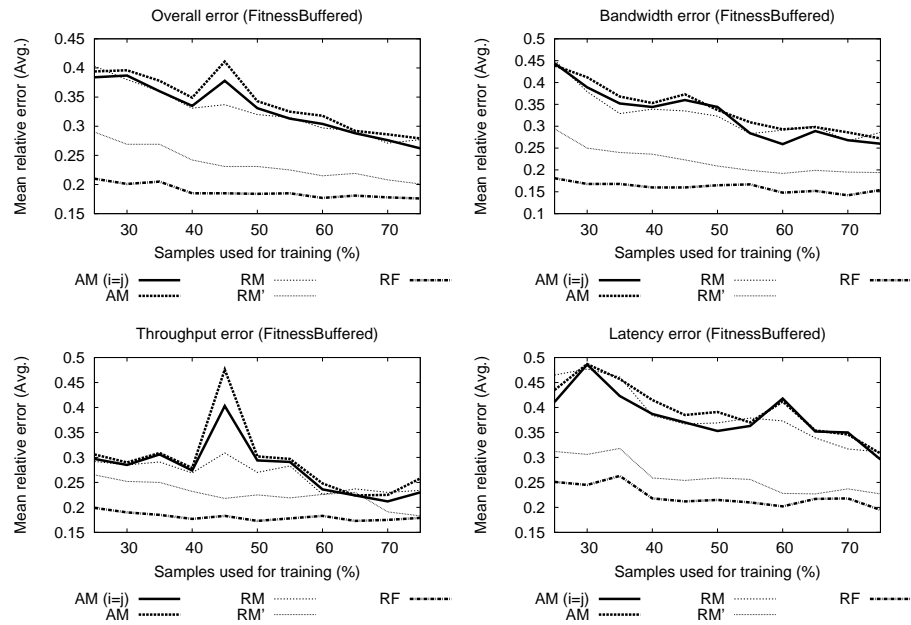 Overall error (FitnessBuffered)
Mean relative error (Avg.)
0.45
0.4
0.35
0.3
0.25
0.2
0.15
30 40 50 60 70
Samples used for training (%)
AM (i=j) RM RF
AM RM'
Bandwidth error (FitnessBuffered)
Mean relative error (Avg.)
0.5
0.45
0.4
0.35
0.3
0.25
0.2
0.15
0.1
30 40 50 60 70
Samples used for training (%)
AM (i=j) RM RF
AM RM'
Throughput error (FitnessBuffered)
Mean relative error (Avg.)
0.5
0.45
0.4
0.35
0.3
0.25
0.2
0.15
30 40 50 60 70
Samples used for training (%)
AM (i=j) RM RF
AM RM'
Latency error (FitnessBuffered)
Mean relative error (Avg.)
0.5
0.45
0.4
0.35
0.3
0.25
0.2
0.15
30 40 50 60 70
Samples used for training (%)
AM (i=j) RM RF
AM RM'